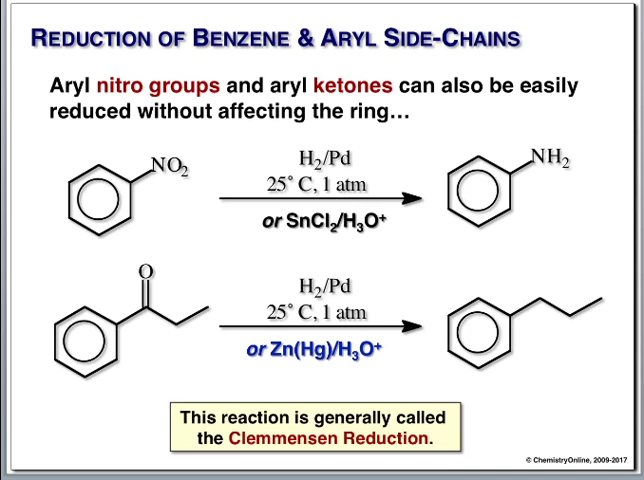 REDUCTION OF BENZENE & ARYL SIDE-CHAINS
Aryl nitro groups and aryl ketones can also be easily
reduced without affecting the ring…
NO₂
H₂/Pd
25° C, 1 atm
or SnCl₂/H₃O⁺
NH₂
O
H₂/Pd
25° C, 1 atm
or Zn(Hg)/H₃O⁺
This reaction is generally called
the Clemmensen Reduction.
© ChemistryOnline, 2009-2017